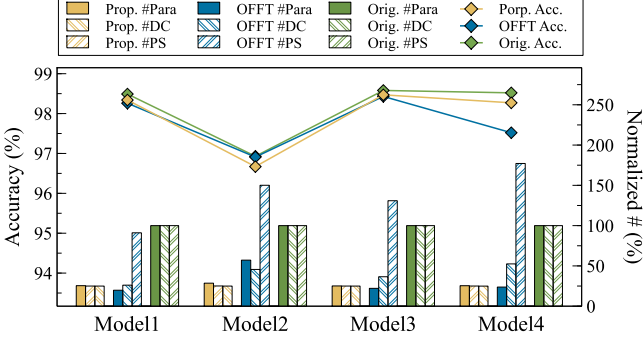 Prop. #Para OFFT #Para Orig. #Para Porp. Acc.
Prop. #DC OFFT #DC Orig. #DC OFFT Acc.
Prop. #PS OFFT #PS Orig. #PS Orig. Acc.
Accuracy (%)
99
98
97
96
95
94
250
200
150
100
50
0
Normalized # (%)
Model1 Model2 Model3 Model4